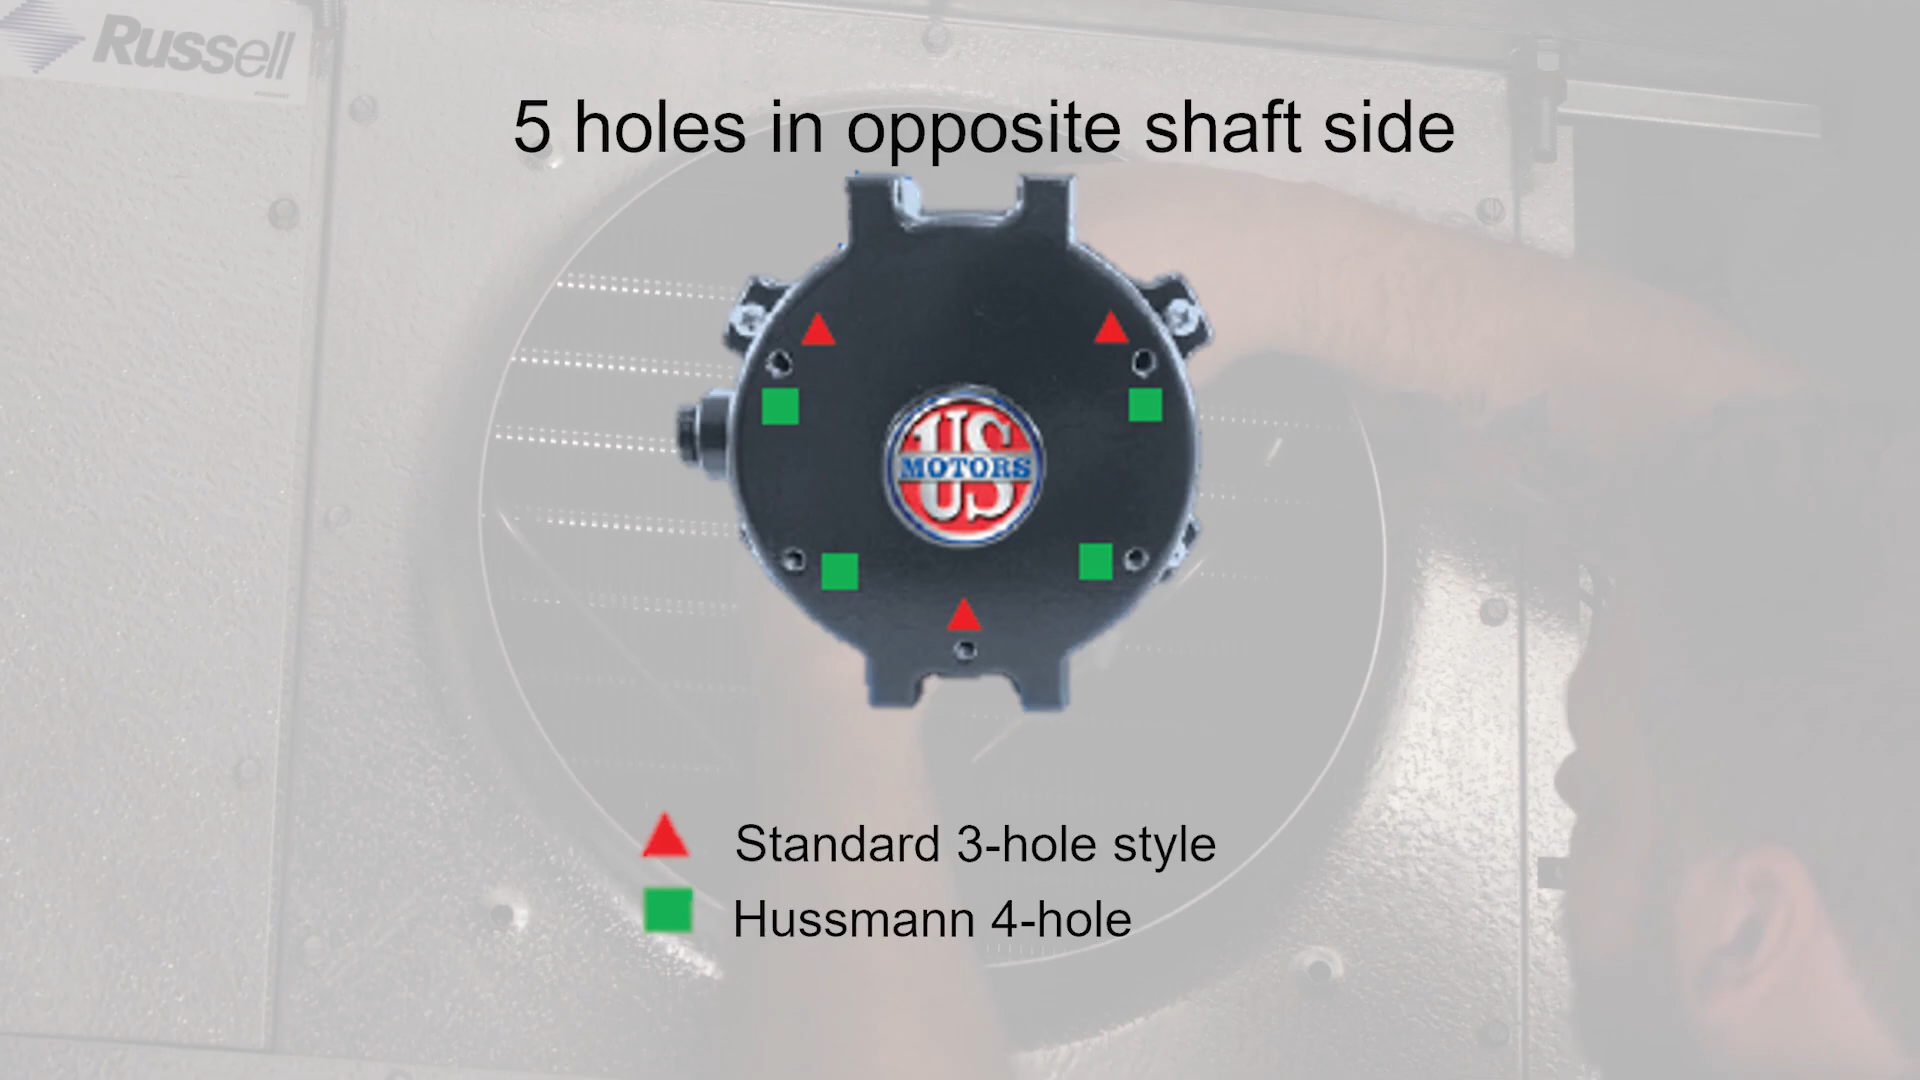 Russell
5 holes in opposite shaft side
US
MOTORS
Standard 3-hole style
Hussmann 4-hole